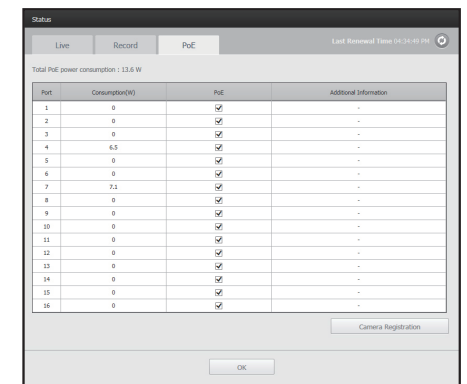 Status
Live Record PoE Last Renewal Time 04:34:49 PM
Total PoE power consumption : 13.6 W
Port Consumption(W) PoE Additional Information
1 0 -
2 0 -
3 0 -
4 6.5 -
5 0 -
6 0 -
7 7.1 -
8 0 -
9 0 -
10 0 -
11 0 -
12 0 -
13 0 -
14 0 -
15 0 -
16 0 -
Camera Registration
OK